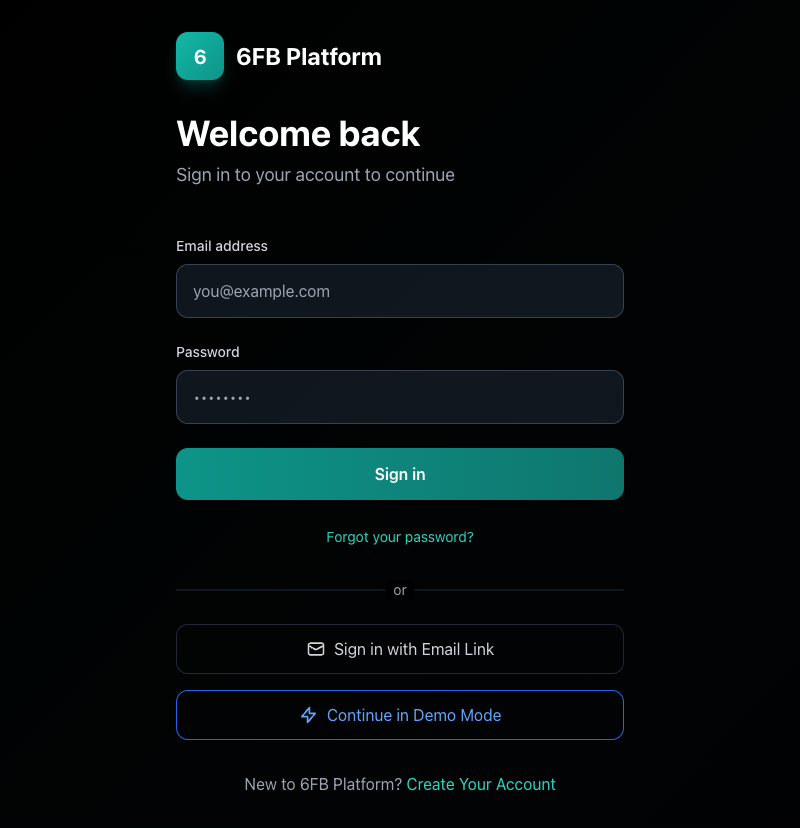 6
6FB Platform
Welcome back
Sign in to your account to continue
Email address
you@example.com
Password
••••••••
Sign in
Forgot your password?
or
Sign in with Email Link
Continue in Demo Mode
New to 6FB Platform? Create Your Account